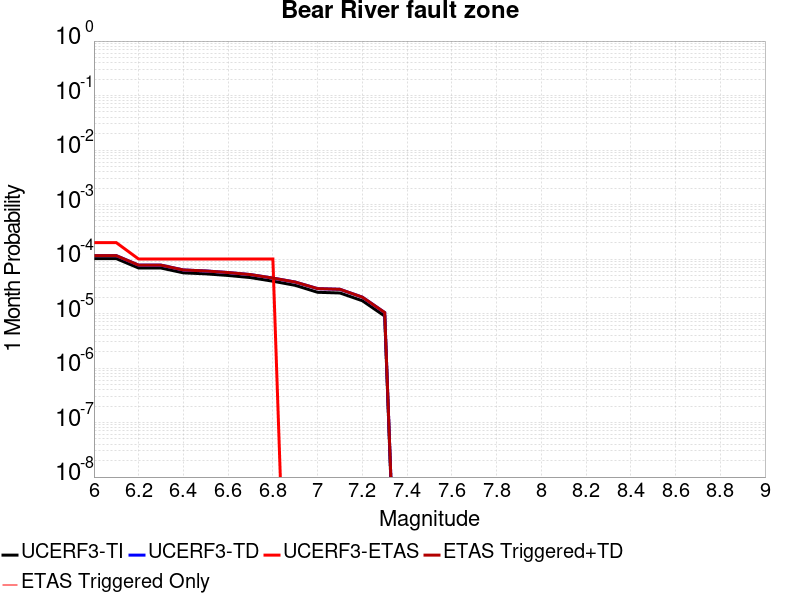 Bear River fault zone
1 Month Probability
10^0
10^-1
10^-2
10^-3
10^-4
10^-5
10^-6
10^-7
10^-8
6 6.2 6.4 6.6 6.8 7 7.2 7.4 7.6 7.8 8 8.2 8.4 8.6 8.8 9
Magnitude
UCERF3-TI UCERF3-TD UCERF3-ETAS ETAS Triggered+TD
ETAS Triggered Only